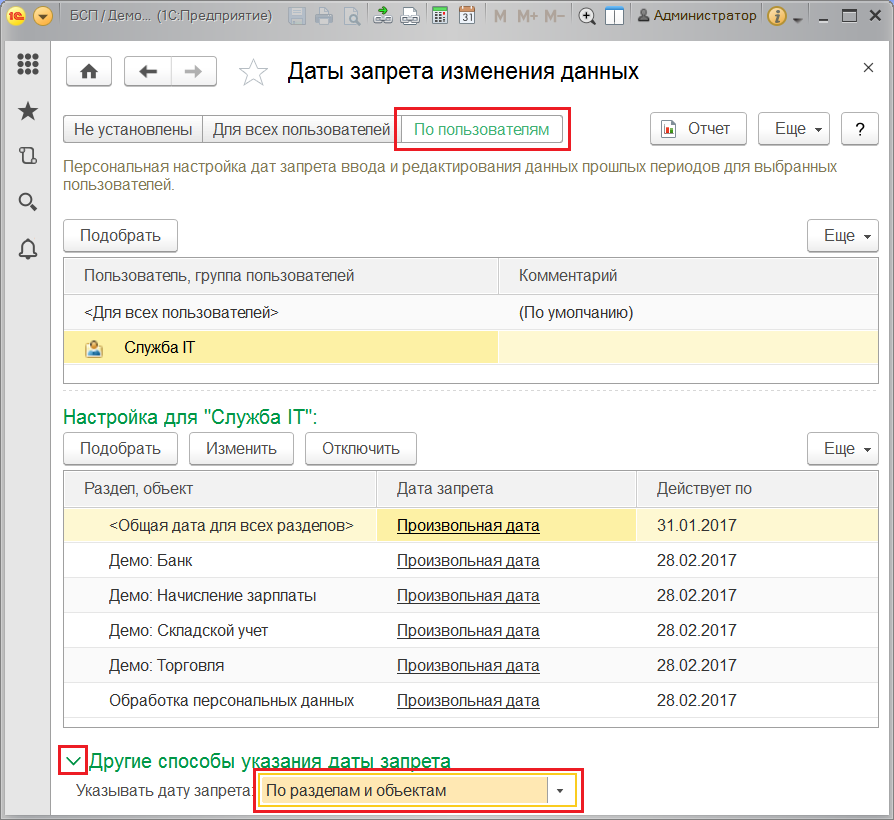 1С БСП / Демо... (1С:Предприятие) 31 M M+ M− Администратор
Даты запрета изменения данных
Не установлены Для всех пользователей По пользователям Отчет Еще ?
Персональная настройка дат запрета ввода и редактирования данных прошлых периодов для выбранных
пользователей.
Подобрать Еще
Пользователь, группа пользователей Комментарий
<Для всех пользователей> (По умолчанию)
Служба IT
Настройка для "Служба IT":
Подобрать Изменить Отключить Еще
Раздел, объект Дата запрета Действует по
<Общая дата для всех разделов> Произвольная дата 31.01.2017
Демо: Банк Произвольная дата 28.02.2017
Демо: Начисление зарплаты Произвольная дата 28.02.2017
Демо: Складской учет Произвольная дата 28.02.2017
Демо: Торговля Произвольная дата 28.02.2017
Обработка персональных данных Произвольная дата 28.02.2017
Другие способы указания даты запрета
Указывать дату запрета: По разделам и объектам